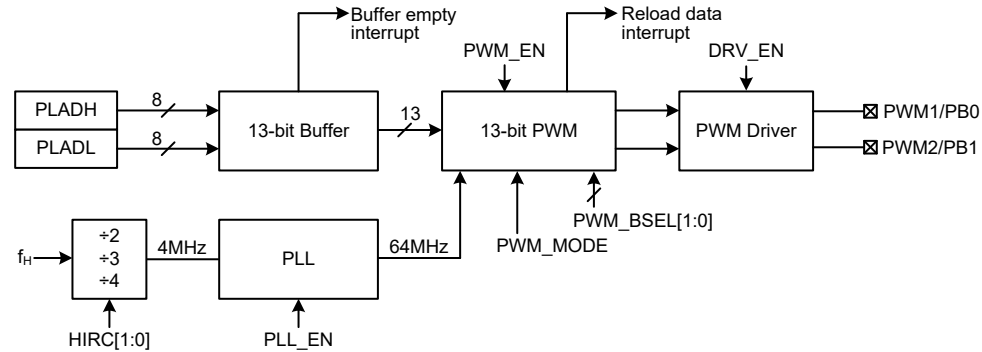 Buffer empty
interrupt
Reload data
interrupt
PWM_EN
DRV_EN
PLADH
8
13-bit Buffer
13
13-bit PWM
PWM Driver
PWM1/PB0
PLADL
8
PWM2/PB1
PWM_BSEL[1:0]
PWM_MODE
fH
÷2
÷3
÷4
4MHz
PLL
64MHz
HIRC[1:0]
PLL_EN